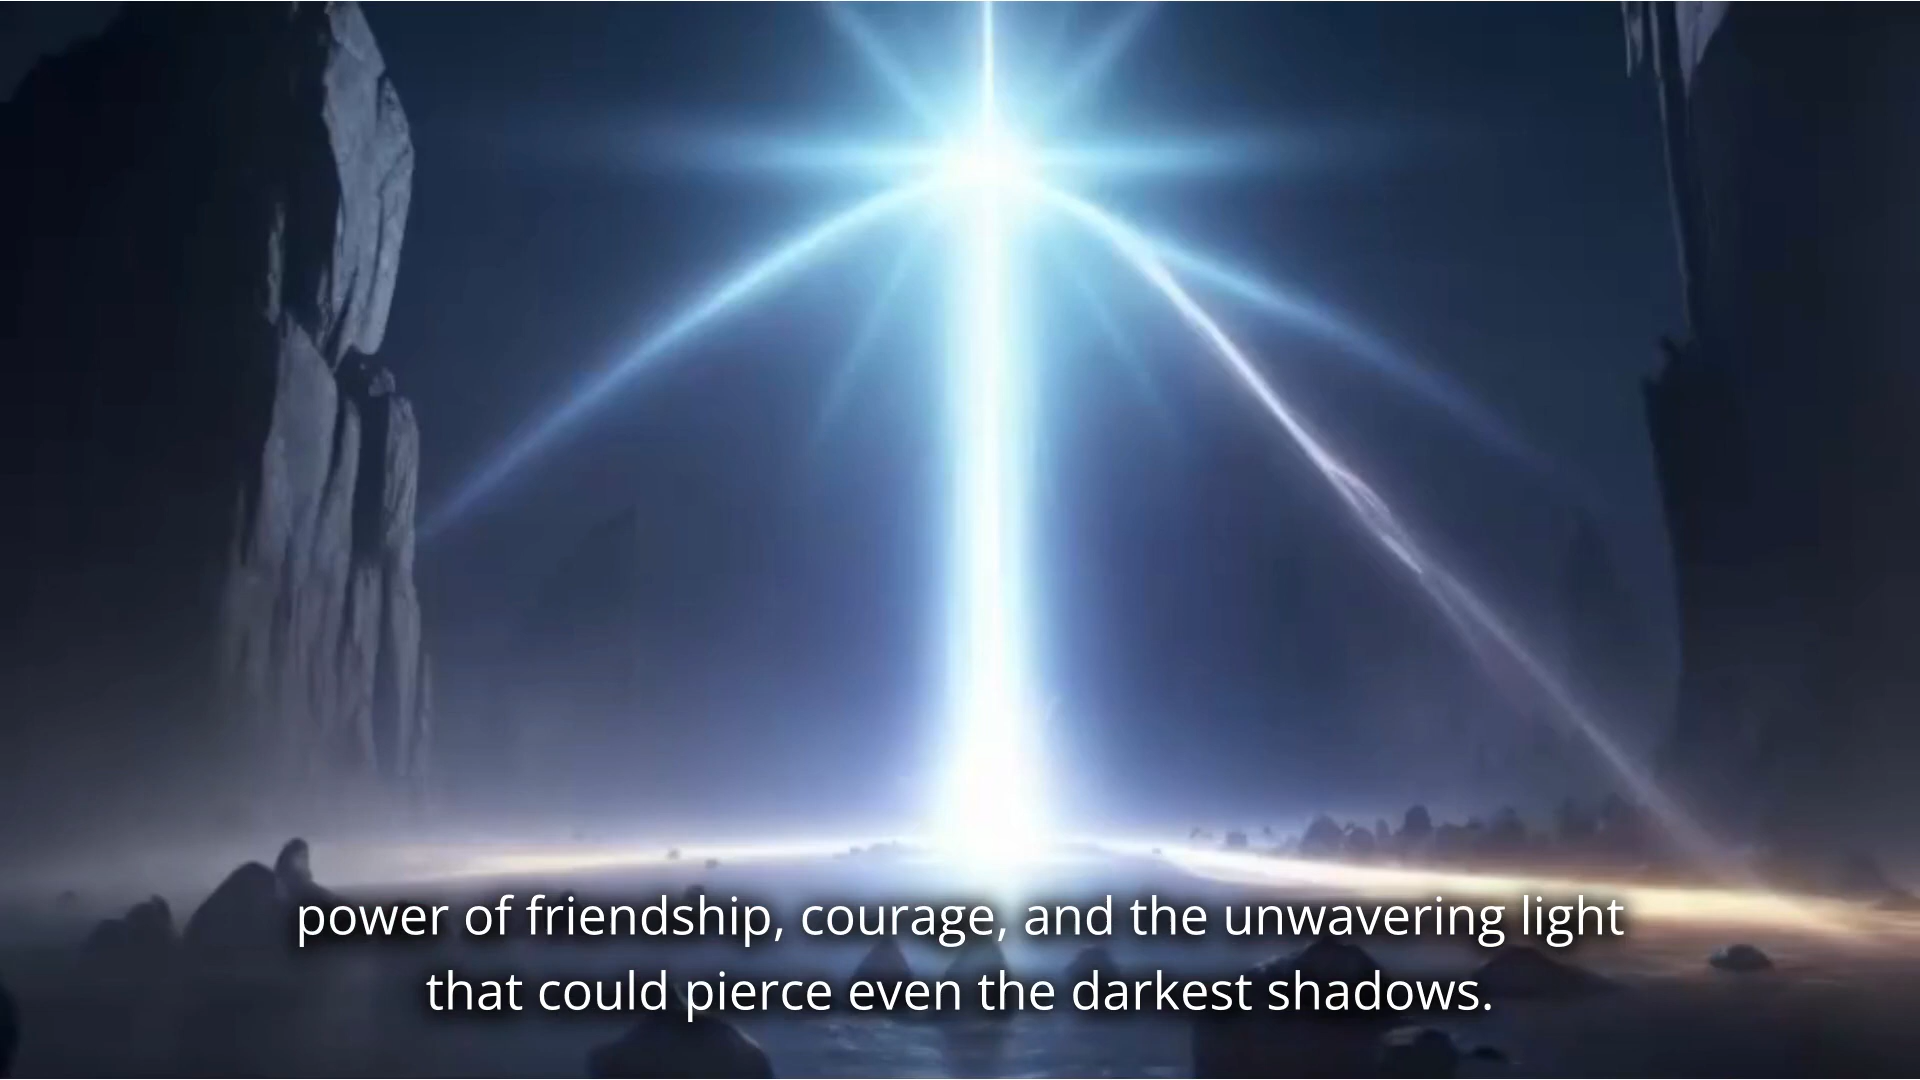 power of friendship, courage, and the unwavering light
that could pierce even the darkest shadows.